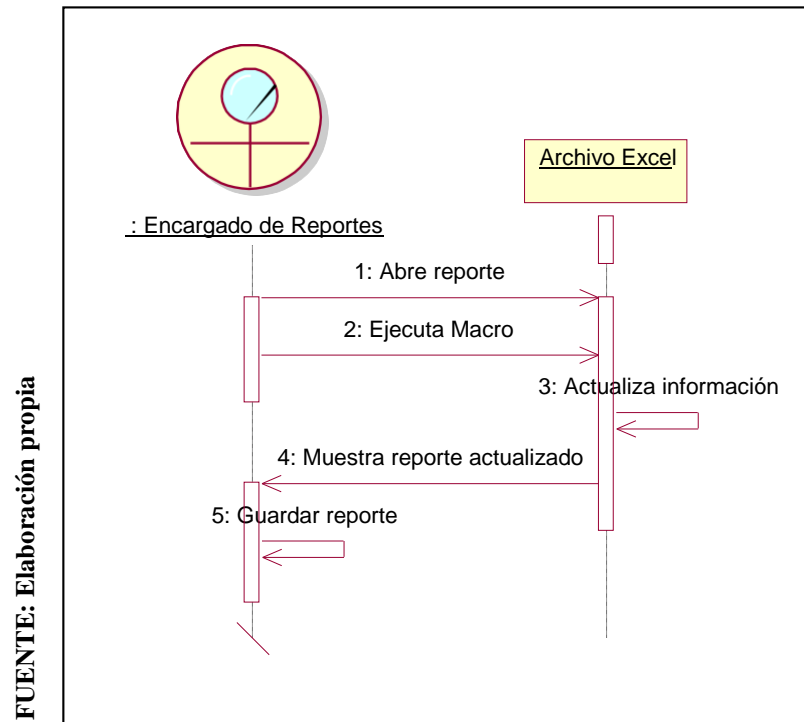 Archivo Excel
: Encargado de Reportes
1: Abre reporte
2: Ejecuta Macro
3: Actualiza información
4: Muestra reporte actualizado
5: Guardar reporte
FUENTE: Elaboración propia